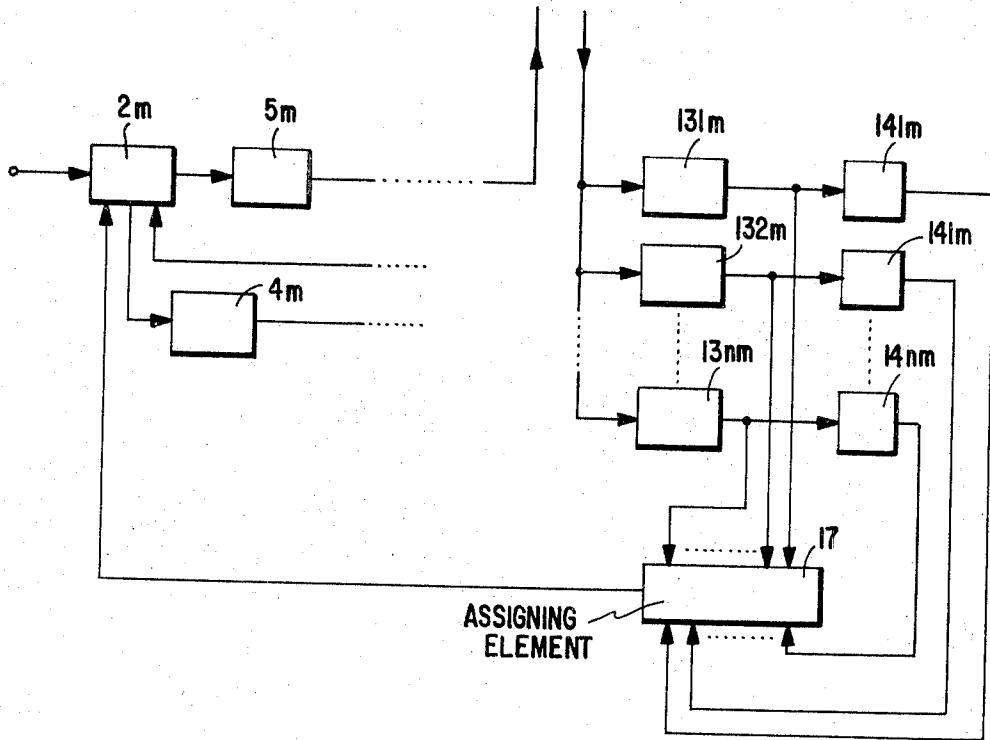 2m
5m
131m
141m
132m
141m
4m
13nm
14nm
17
ASSIGNING
ELEMENT